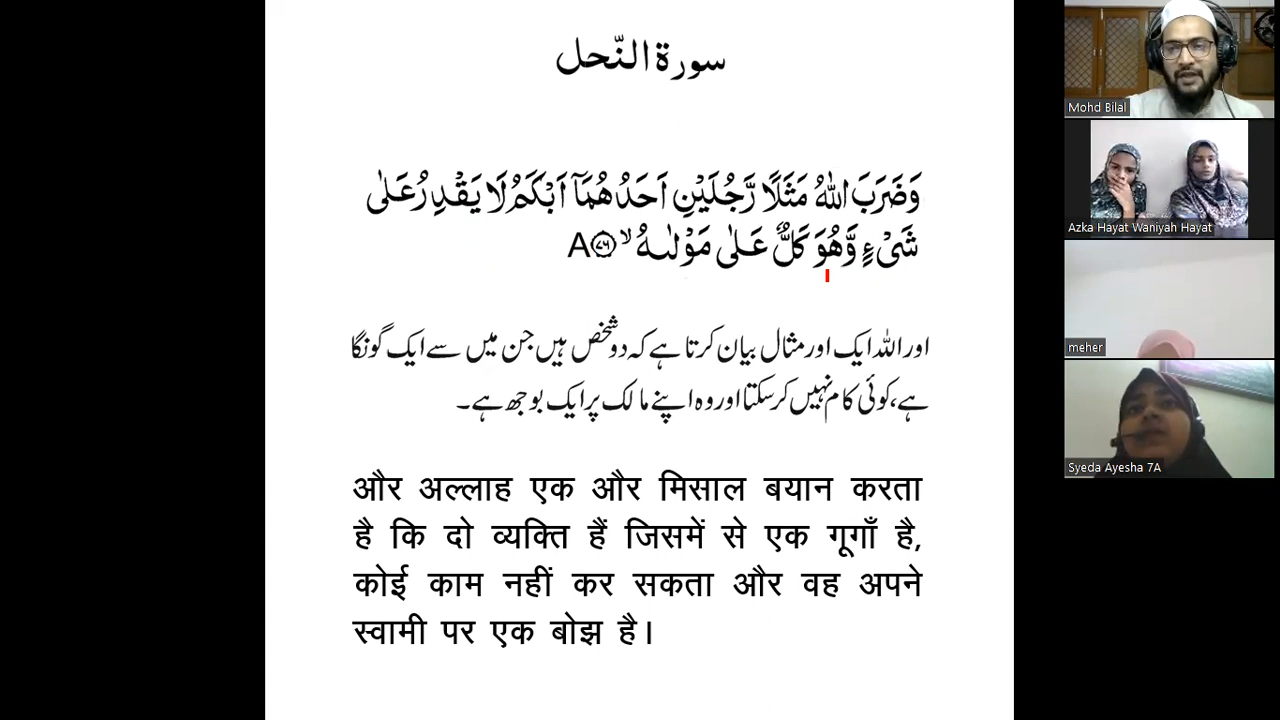 سورة النّحل
وَضَرَبَ اللّٰهُ مَثَلًا رَّجُلَيْنِ اَحَدُهُمَآ اَبْكَمُ لَا يَقْدِرُ عَلٰى
شَىْءٍ وَّهُوَ كَلٌّ عَلٰى مَوْلٰىهُ ۙ ۷۶ A
اور اللہ ایک اور مثال بیان کرتا ہے کہ دو شخص ہیں جن میں سے ایک گونگا
ہے، کوئی کام نہیں کر سکتا اور وہ اپنے مالک پر ایک بوجھ ہے۔
और अल्लाह एक और मिसाल बयान करता
है कि दो व्यक्ति हैं जिसमें से एक गूगाँ है,
कोई काम नहीं कर सकता और वह अपने
स्वामी पर एक बोझ है।
Mohd Bilal
Azka Hayat Waniyah Hayat
meher
Syeda Ayesha 7A